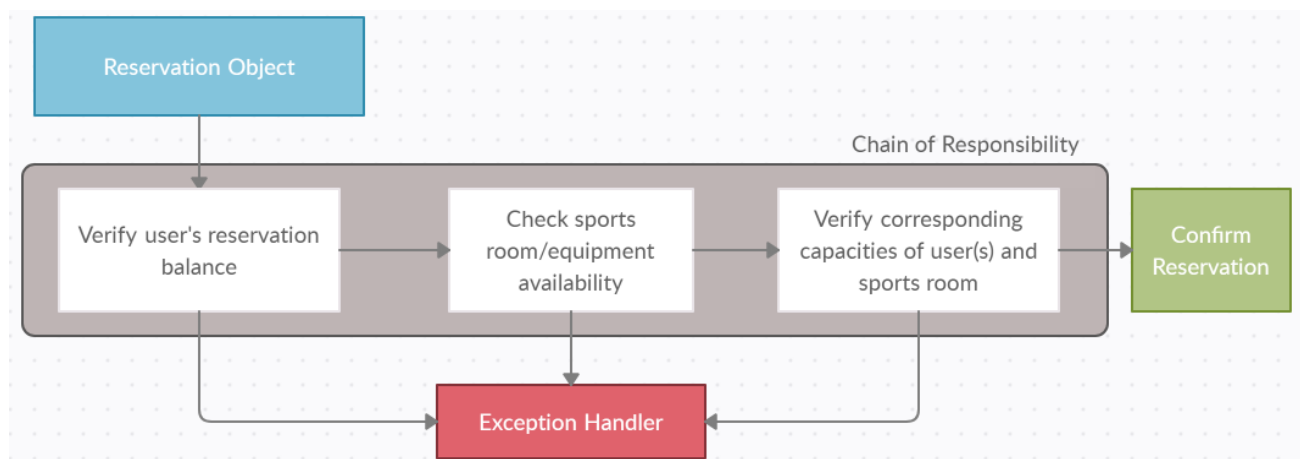 Reservation Object
Chain of Responsibility
Verify user's reservation
balance
Check sports
room/equipment
availability
Verify corresponding
capacities of user(s) and
sports room
Confirm
Reservation
Exception Handler